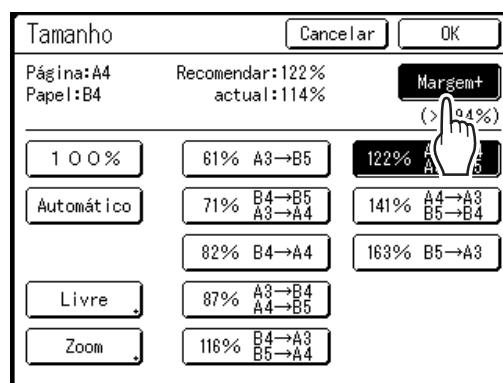 Tamanho
Cancelar
OK
Página:A4
Papel:B4
Recomendar:122%
actual:114%
Margem+
100%
61% A3→B5
122%
Automático
71% B4→B5
A3→A4
141% A4→A3
B5→B4
82% B4→A4
163% B5→A3
Livre
87% A3→B4
A4→B5
Zoom
116% B4→A3
B5→A4